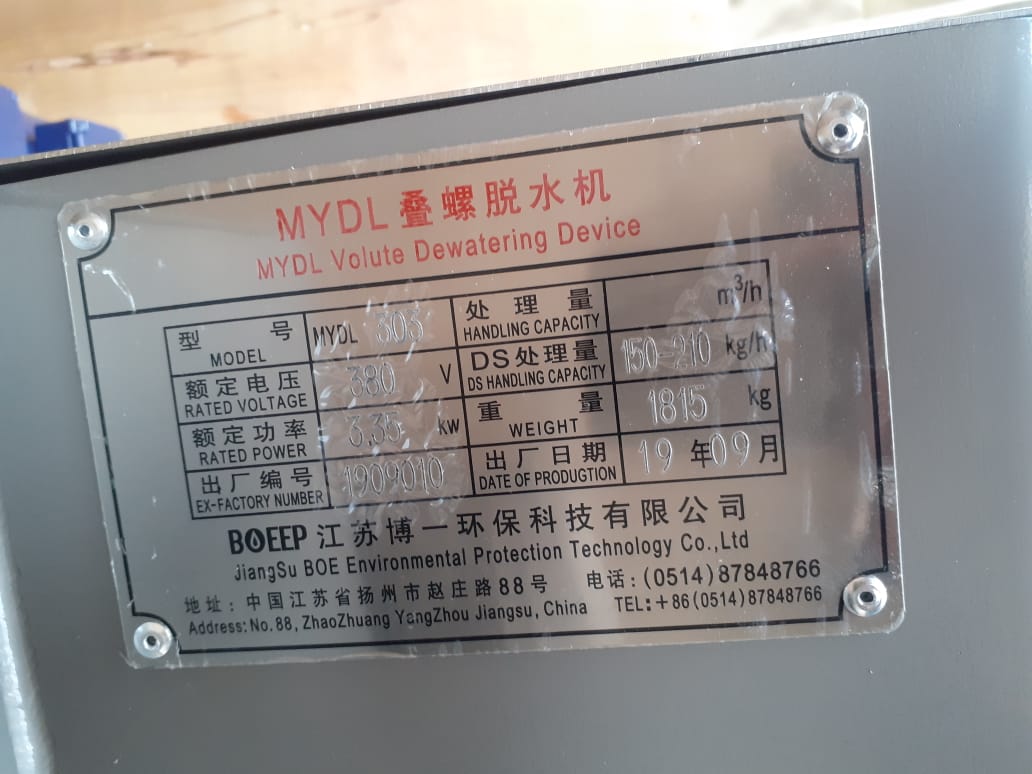 MYDL叠螺脱水机
MYDL Volute Dewatering Device
型号 MYDL 303 处理量 m³/h
MODEL HANDLING CAPACITY
额定电压 380 V DS处理量 150-210 kg/h
RATED VOLTAGE DS HANDLING CAPACITY
额定功率 3.35 kw 重量 1815 kg
RATED POWER WEIGHT
出厂编号 1909010 出厂日期 19年09月
EX-FACTORY NUMBER DATE OF PRODUGTION
BOEEP 江苏博一环保科技有限公司
JiangSu BOE Environmental Protection Technology Co.,Ltd
地址：中国江苏省扬州市赵庄路88号 电话：(0514)87848766
Address: No.88, ZhaoZhuang YangZhou Jiangsu, China TEL:+86(0514)87848766